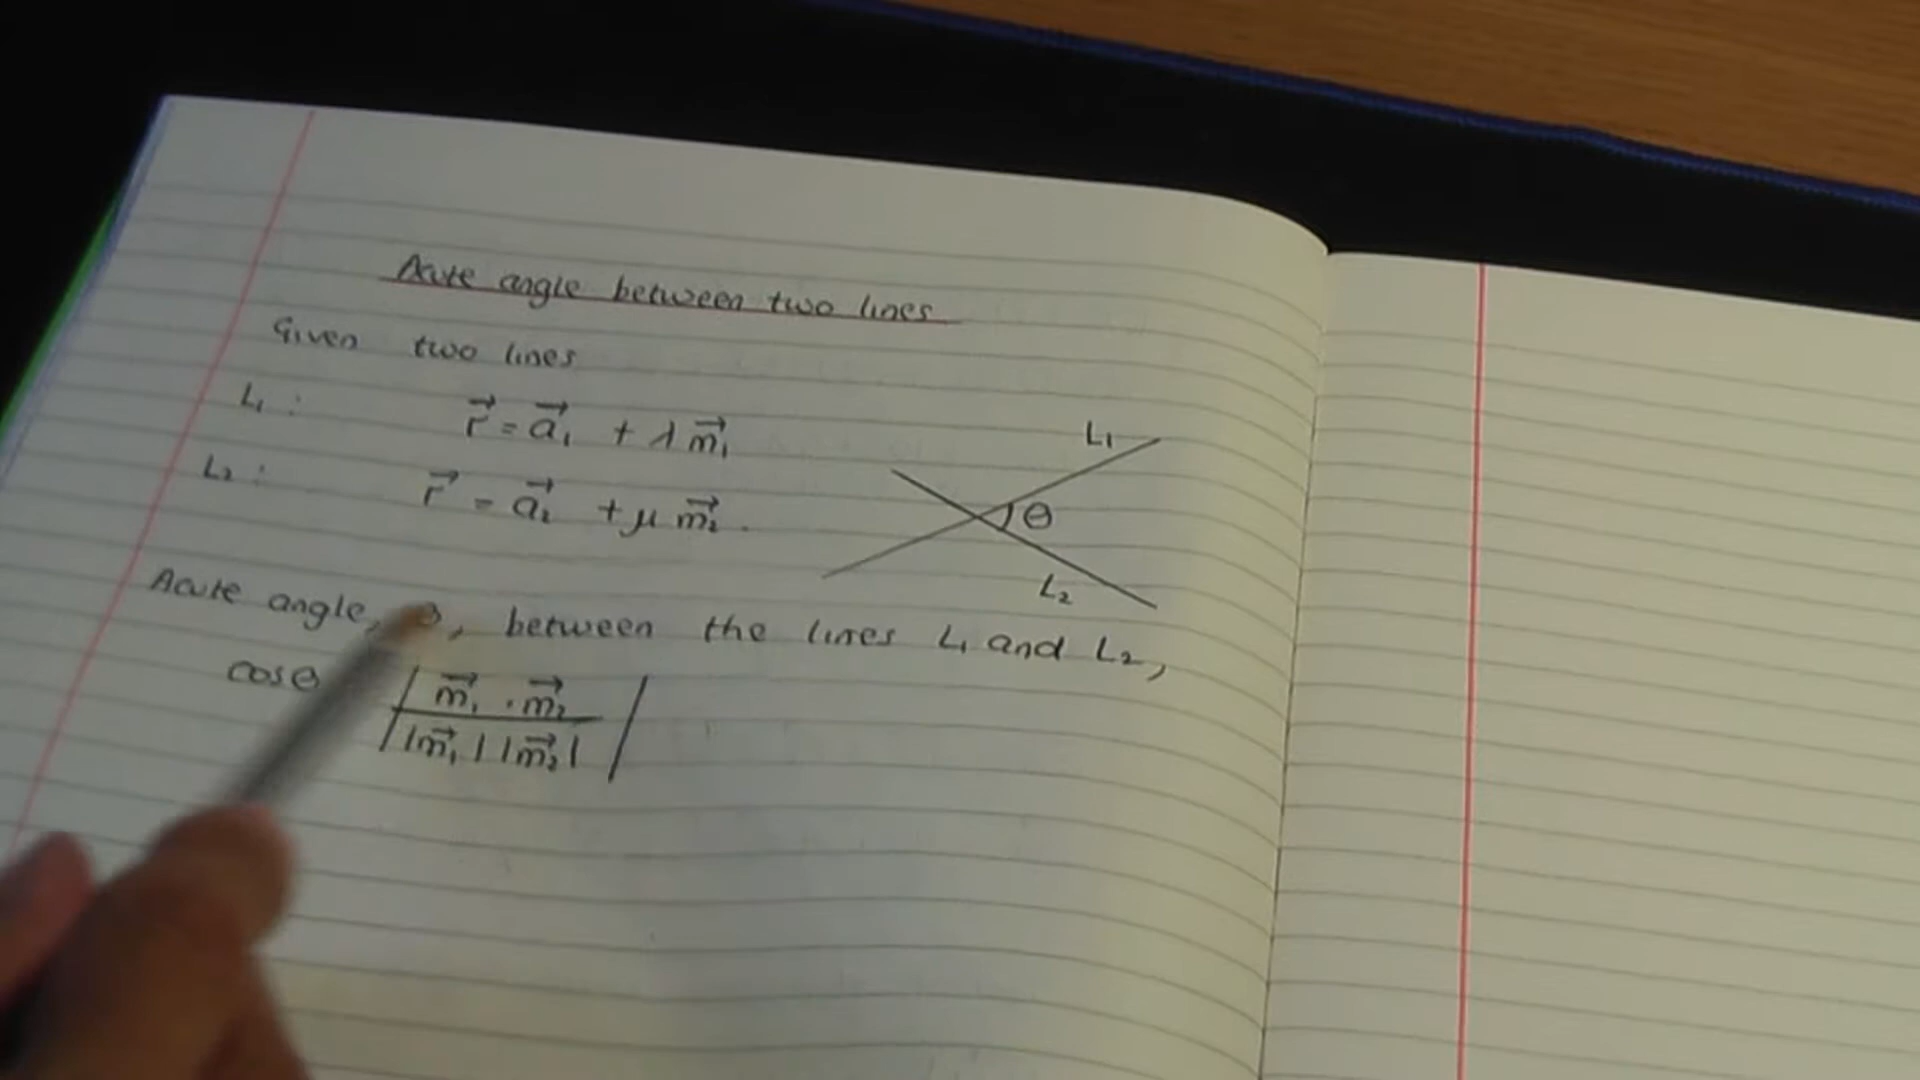 Acute angle between two lines
Given two lines
L₁ : r⃗ = a⃗₁ + λ m⃗₁
L₂ : r⃗ = a⃗₂ + μ m⃗₂ .
L₁
θ
L₂
Acute angle, θ, between the lines L₁ and L₂,
cosθ | m⃗₁ · m⃗₂ / |m⃗₁| |m⃗₂| |